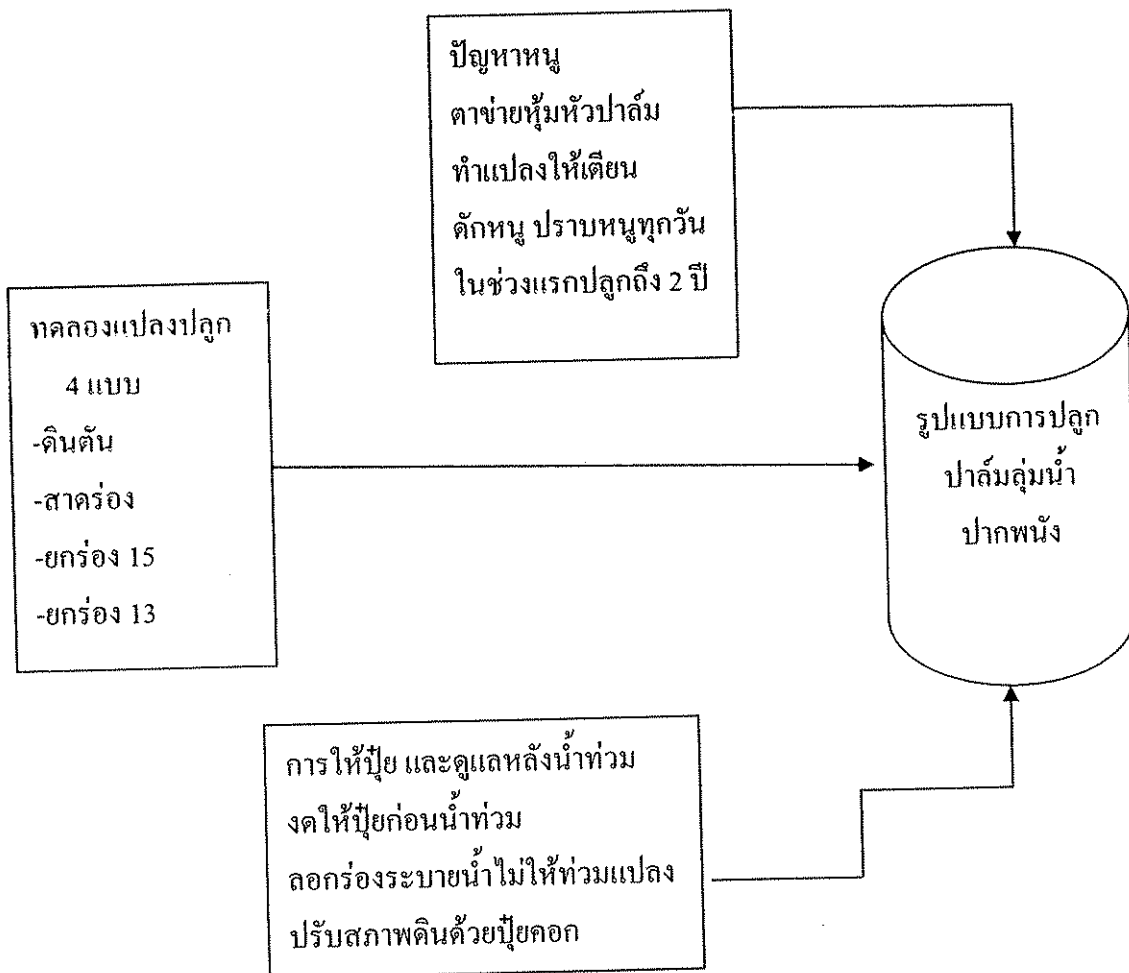 ปัญหาหนู
ตาข่ายหุ้มหัวปาล์ม
ทำแปลงให้เตียน
ดักหนู ปราบหนูทุกวัน
ในช่วงแรกปลูกถึง 2 ปี
ทดลองแปลงปลูก
4 แบบ
-ดินตัน
-สาดร่อง
-ยกร่อง 15
-ยกร่อง 13
รูปแบบการปลูก
ปาล์มลุ่มน้ำ
ปากพนัง
การให้ปุ๋ย และดูแลหลังน้ำท่วม
งดให้ปุ๋ยก่อนน้ำท่วม
ลอกร่องระบายน้ำไม่ให้ท่วมแปลง
ปรับสภาพดินด้วยปุ๋ยคอก